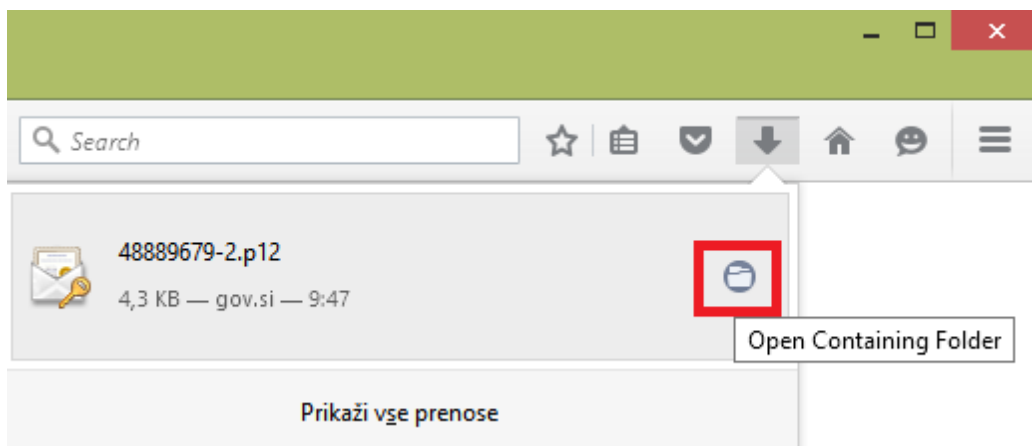 Search
48889679-2.p12
4,3 KB — gov.si — 9:47
Open Containing Folder
Prikaži vse prenose